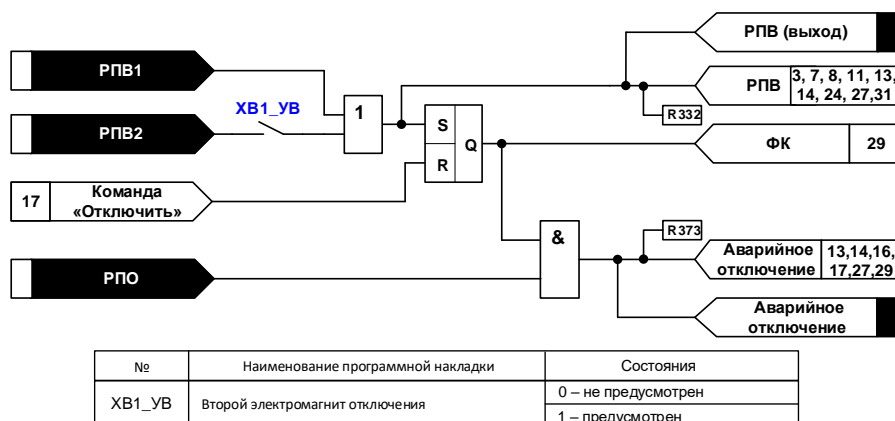 РПВ (выход)
РПВ1
РПВ
3, 7, 8, 11, 13,
14, 24, 27,31
ХВ1_УВ
R332
РПВ2
1
S
Q
R
ФК
29
17
Команда
«Отключить»
&
R373
РПО
Аварийное
отключение
13,14,16,
17,27,29
Аварийное
отключение
№
Наименование программной накладки
Состояния
ХВ1_УВ
Второй электромагнит отключения
0 – не предусмотрен
1 – предусмотрен